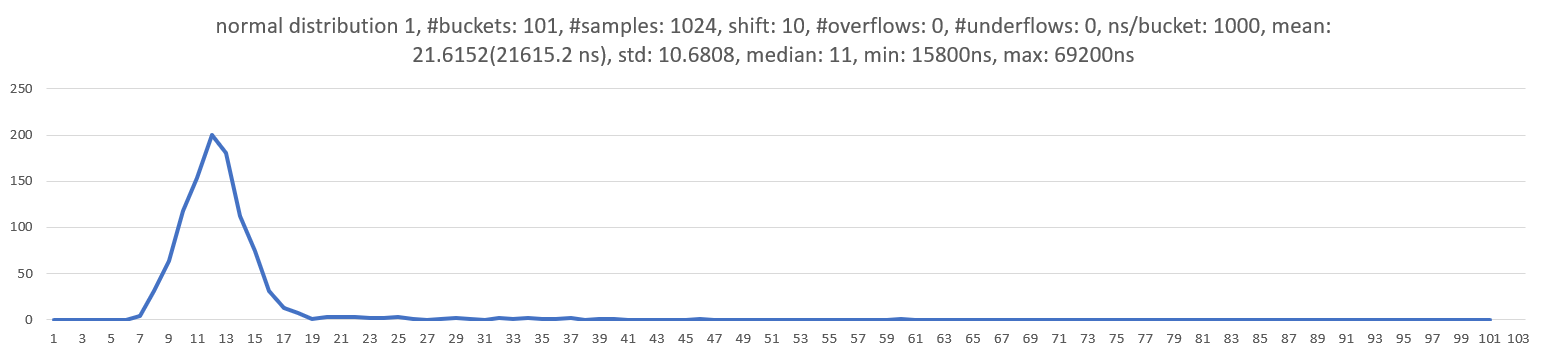 normal distribution 1, #buckets: 101, #samples: 1024, shift: 10, #overflows: 0, #underflows: 0, ns/bucket: 1000, mean:
21.6152(21615.2 ns), std: 10.6808, median: 11, min: 15800ns, max: 69200ns
250
200
150
100
50
0
1 3 5 7 9 11 13 15 17 19 21 23 25 27 29 31 33 35 37 39 41 43 45 47 49 51 53 55 57 59 61 63 65 67 69 71 73 75 77 79 81 83 85 87 89 91 93 95 97 99 101 103